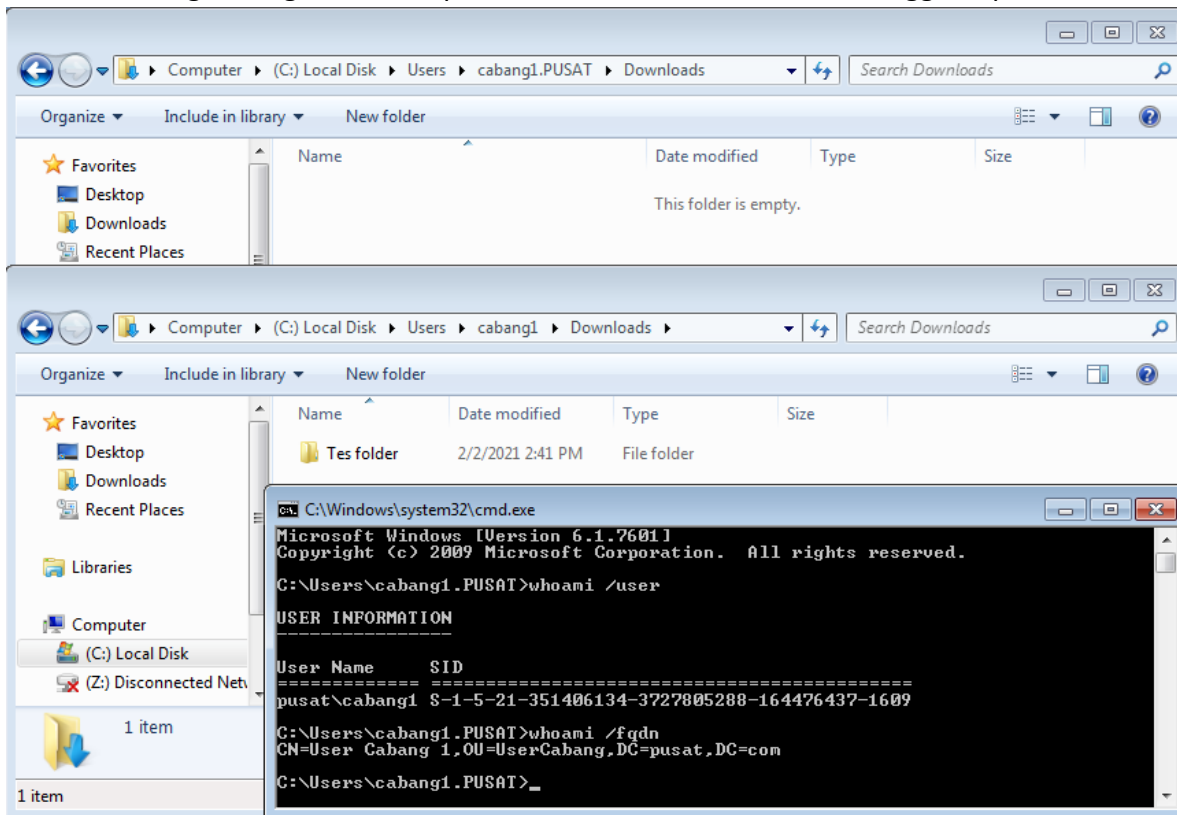 Computer ▸ (C:) Local Disk ▸ Users ▸ cabang1.PUSAT ▸ Downloads
Search Downloads
Organize ▾ Include in library ▾ New folder
Favorites
Desktop
Downloads
Recent Places
Name Date modified Type Size
This folder is empty.
Computer ▸ (C:) Local Disk ▸ Users ▸ cabang1 ▸ Downloads ▸
Search Downloads
Organize ▾ Include in library ▾ New folder
Favorites
Desktop
Downloads
Recent Places
Libraries
Computer
(C:) Local Disk
(Z:) Disconnected Netw
Name Date modified Type Size
Tes folder 2/2/2021 2:41 PM File folder
1 item
1 item
C:\Windows\system32\cmd.exe
Microsoft Windows [Version 6.1.7601]
Copyright (c) 2009 Microsoft Corporation. All rights reserved.
C:\Users\cabang1.PUSAT>whoami /user
USER INFORMATION
----------------
User Name SID
============= ============================================
pusat\cabang1 S-1-5-21-351406134-3727805288-164476437-1609
C:\Users\cabang1.PUSAT>whoami /fqdn
CN=User Cabang 1,OU=UserCabang,DC=pusat,DC=com
C:\Users\cabang1.PUSAT>_